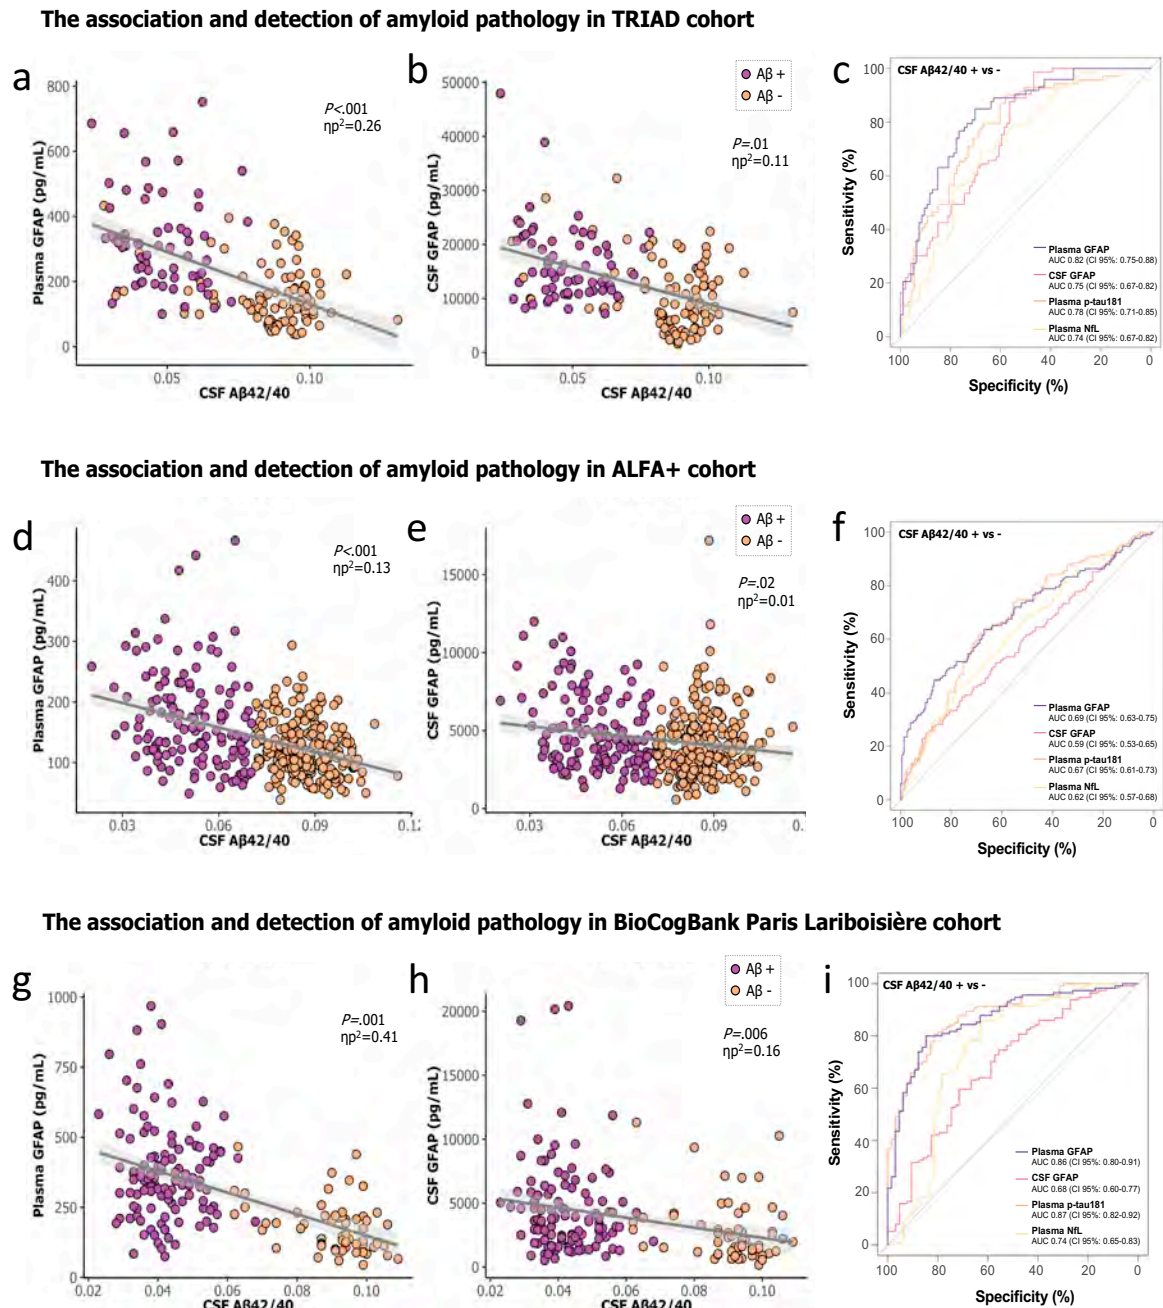 The association and detection of amyloid pathology in TRIAD cohort
a
800
600
400
200
0
Plasma GFAP (pg/mL)
P<.001
ηp²=0.26
0.05
0.10
CSF Aβ42/40
b
50000
40000
30000
20000
10000
0
CSF GFAP (pg/mL)
Aβ +
Aβ -
P=.01
ηp²=0.11
0.05
0.10
CSF Aβ42/40
c
CSF Aβ42/40 + vs -
100
80
60
40
20
0
Sensitivity (%)
Plasma GFAP
AUC 0.82 (CI 95%: 0.75-0.88)
CSF GFAP
AUC 0.75 (CI 95%: 0.67-0.82)
Plasma p-tau181
AUC 0.78 (CI 95%: 0.71-0.85)
Plasma NfL
AUC 0.74 (CI 95%: 0.67-0.82)
100 80 60 40 20 0
Specificity (%)
The association and detection of amyloid pathology in ALFA+ cohort
d
400
300
200
100
Plasma GFAP (pg/mL)
P<.001
ηp²=0.13
0.03
0.06
0.09
CSF Aβ42/40
e
15000
10000
5000
0
CSF GFAP (pg/mL)
Aβ +
Aβ -
P=.02
ηp²=0.01
0.03
0.06
0.09
CSF Aβ42/40
f
CSF Aβ42/40 + vs -
100
80
60
40
20
0
Sensitivity (%)
Plasma GFAP
AUC 0.69 (CI 95%: 0.63-0.75)
CSF GFAP
AUC 0.59 (CI 95%: 0.53-0.65)
Plasma p-tau181
AUC 0.67 (CI 95%: 0.61-0.73)
Plasma NfL
AUC 0.62 (CI 95%: 0.57-0.68)
100 80 60 40 20 0
Specificity (%)
The association and detection of amyloid pathology in BioCogBank Paris Lariboisière cohort
g
1000
750
500
250
0
Plasma GFAP (pg/mL)
P=.001
ηp²=0.41
0.02
0.04
0.06
0.08
0.10
CSF Aβ42/40
h
20000
15000
10000
5000
0
CSF GFAP (pg/mL)
Aβ +
Aβ -
P=.006
ηp²=0.16
0.02
0.04
0.06
0.08
0.10
CSF Aβ42/40
i
CSF Aβ42/40 + vs -
100
80
60
40
20
0
Sensitivity (%)
Plasma GFAP
AUC 0.86 (CI 95%: 0.80-0.91)
CSF GFAP
AUC 0.68 (CI 95%: 0.60-0.77)
Plasma p-tau181
AUC 0.87 (CI 95%: 0.82-0.92)
Plasma NfL
AUC 0.74 (CI 95%: 0.65-0.83)
100 80 60 40 20 0
Specificity (%)